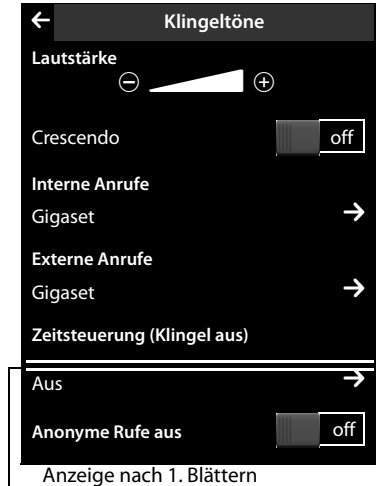 Klingeltöne
Lautstärke
Crescendo off
Interne Anrufe
Gigaset
Externe Anrufe
Gigaset
Zeitsteuerung (Klingel aus)
Aus
Anonyme Rufe aus off
Anzeige nach 1. Blättern